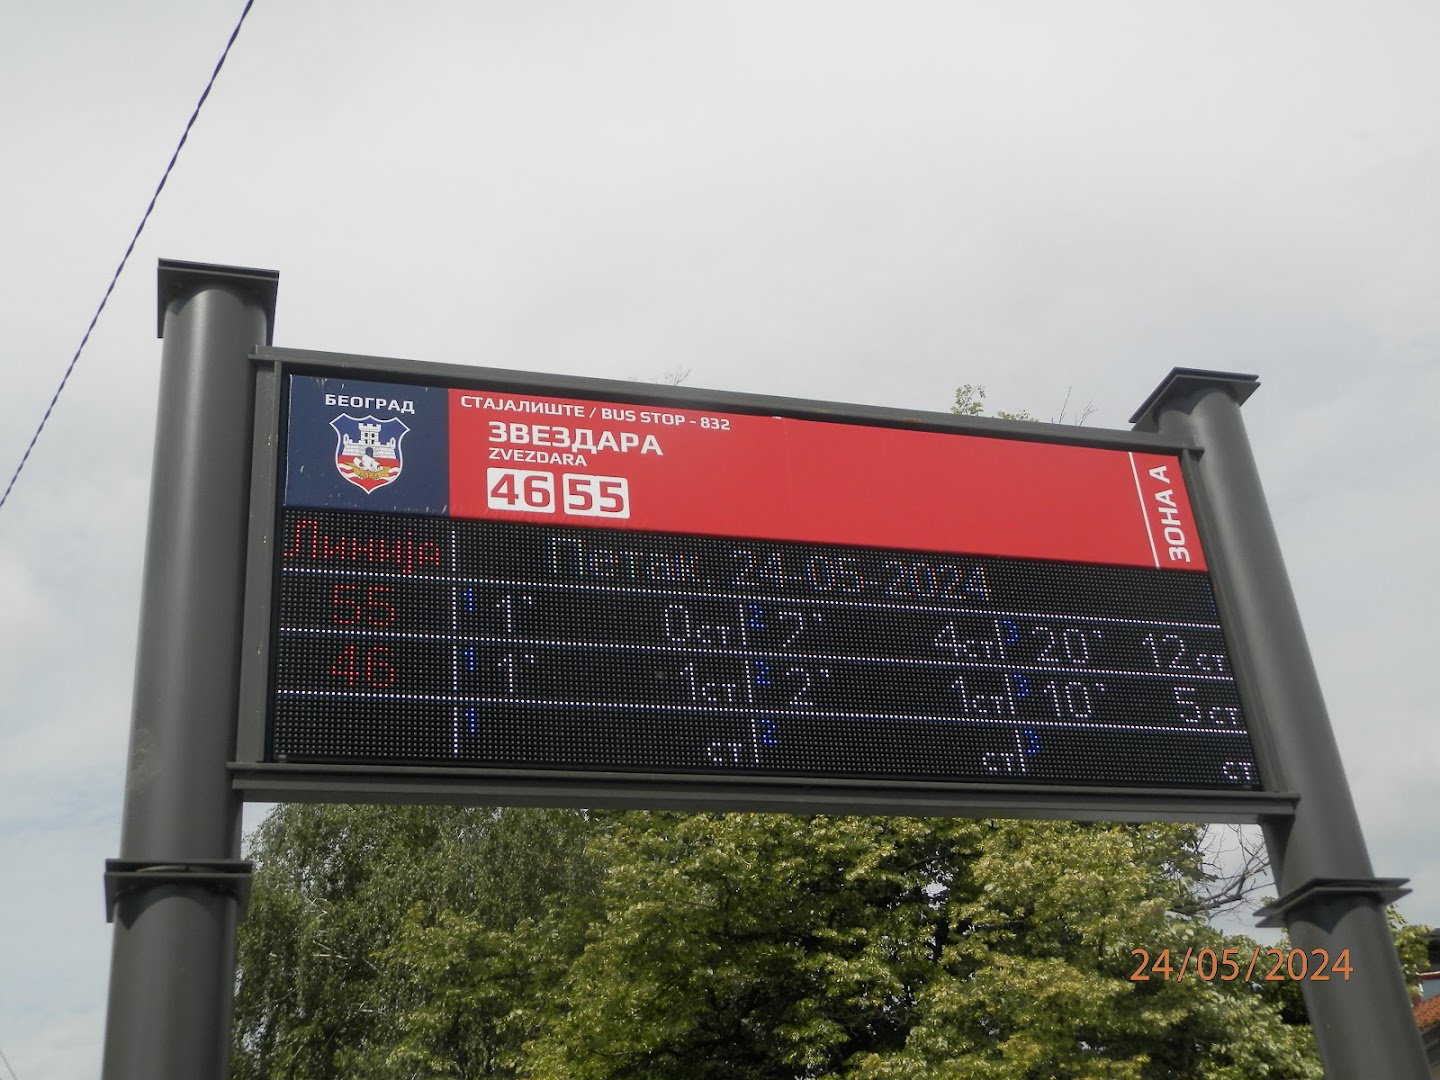 БЕОГРАД
СТАЈАЛИШТЕ / BUS STOP - 832
ЗВЕЗДАРА
ZVEZDARA
46 55
ЗОНА А
Линија Петак, 24-05-2024
55 1 1' 0ст 2 7' 4ст 3 20' 12ст
46 1 1' 1ст 2 2' 1ст 3 10' 5ст
1 ст 2 ст 3 ст
24/05/2024